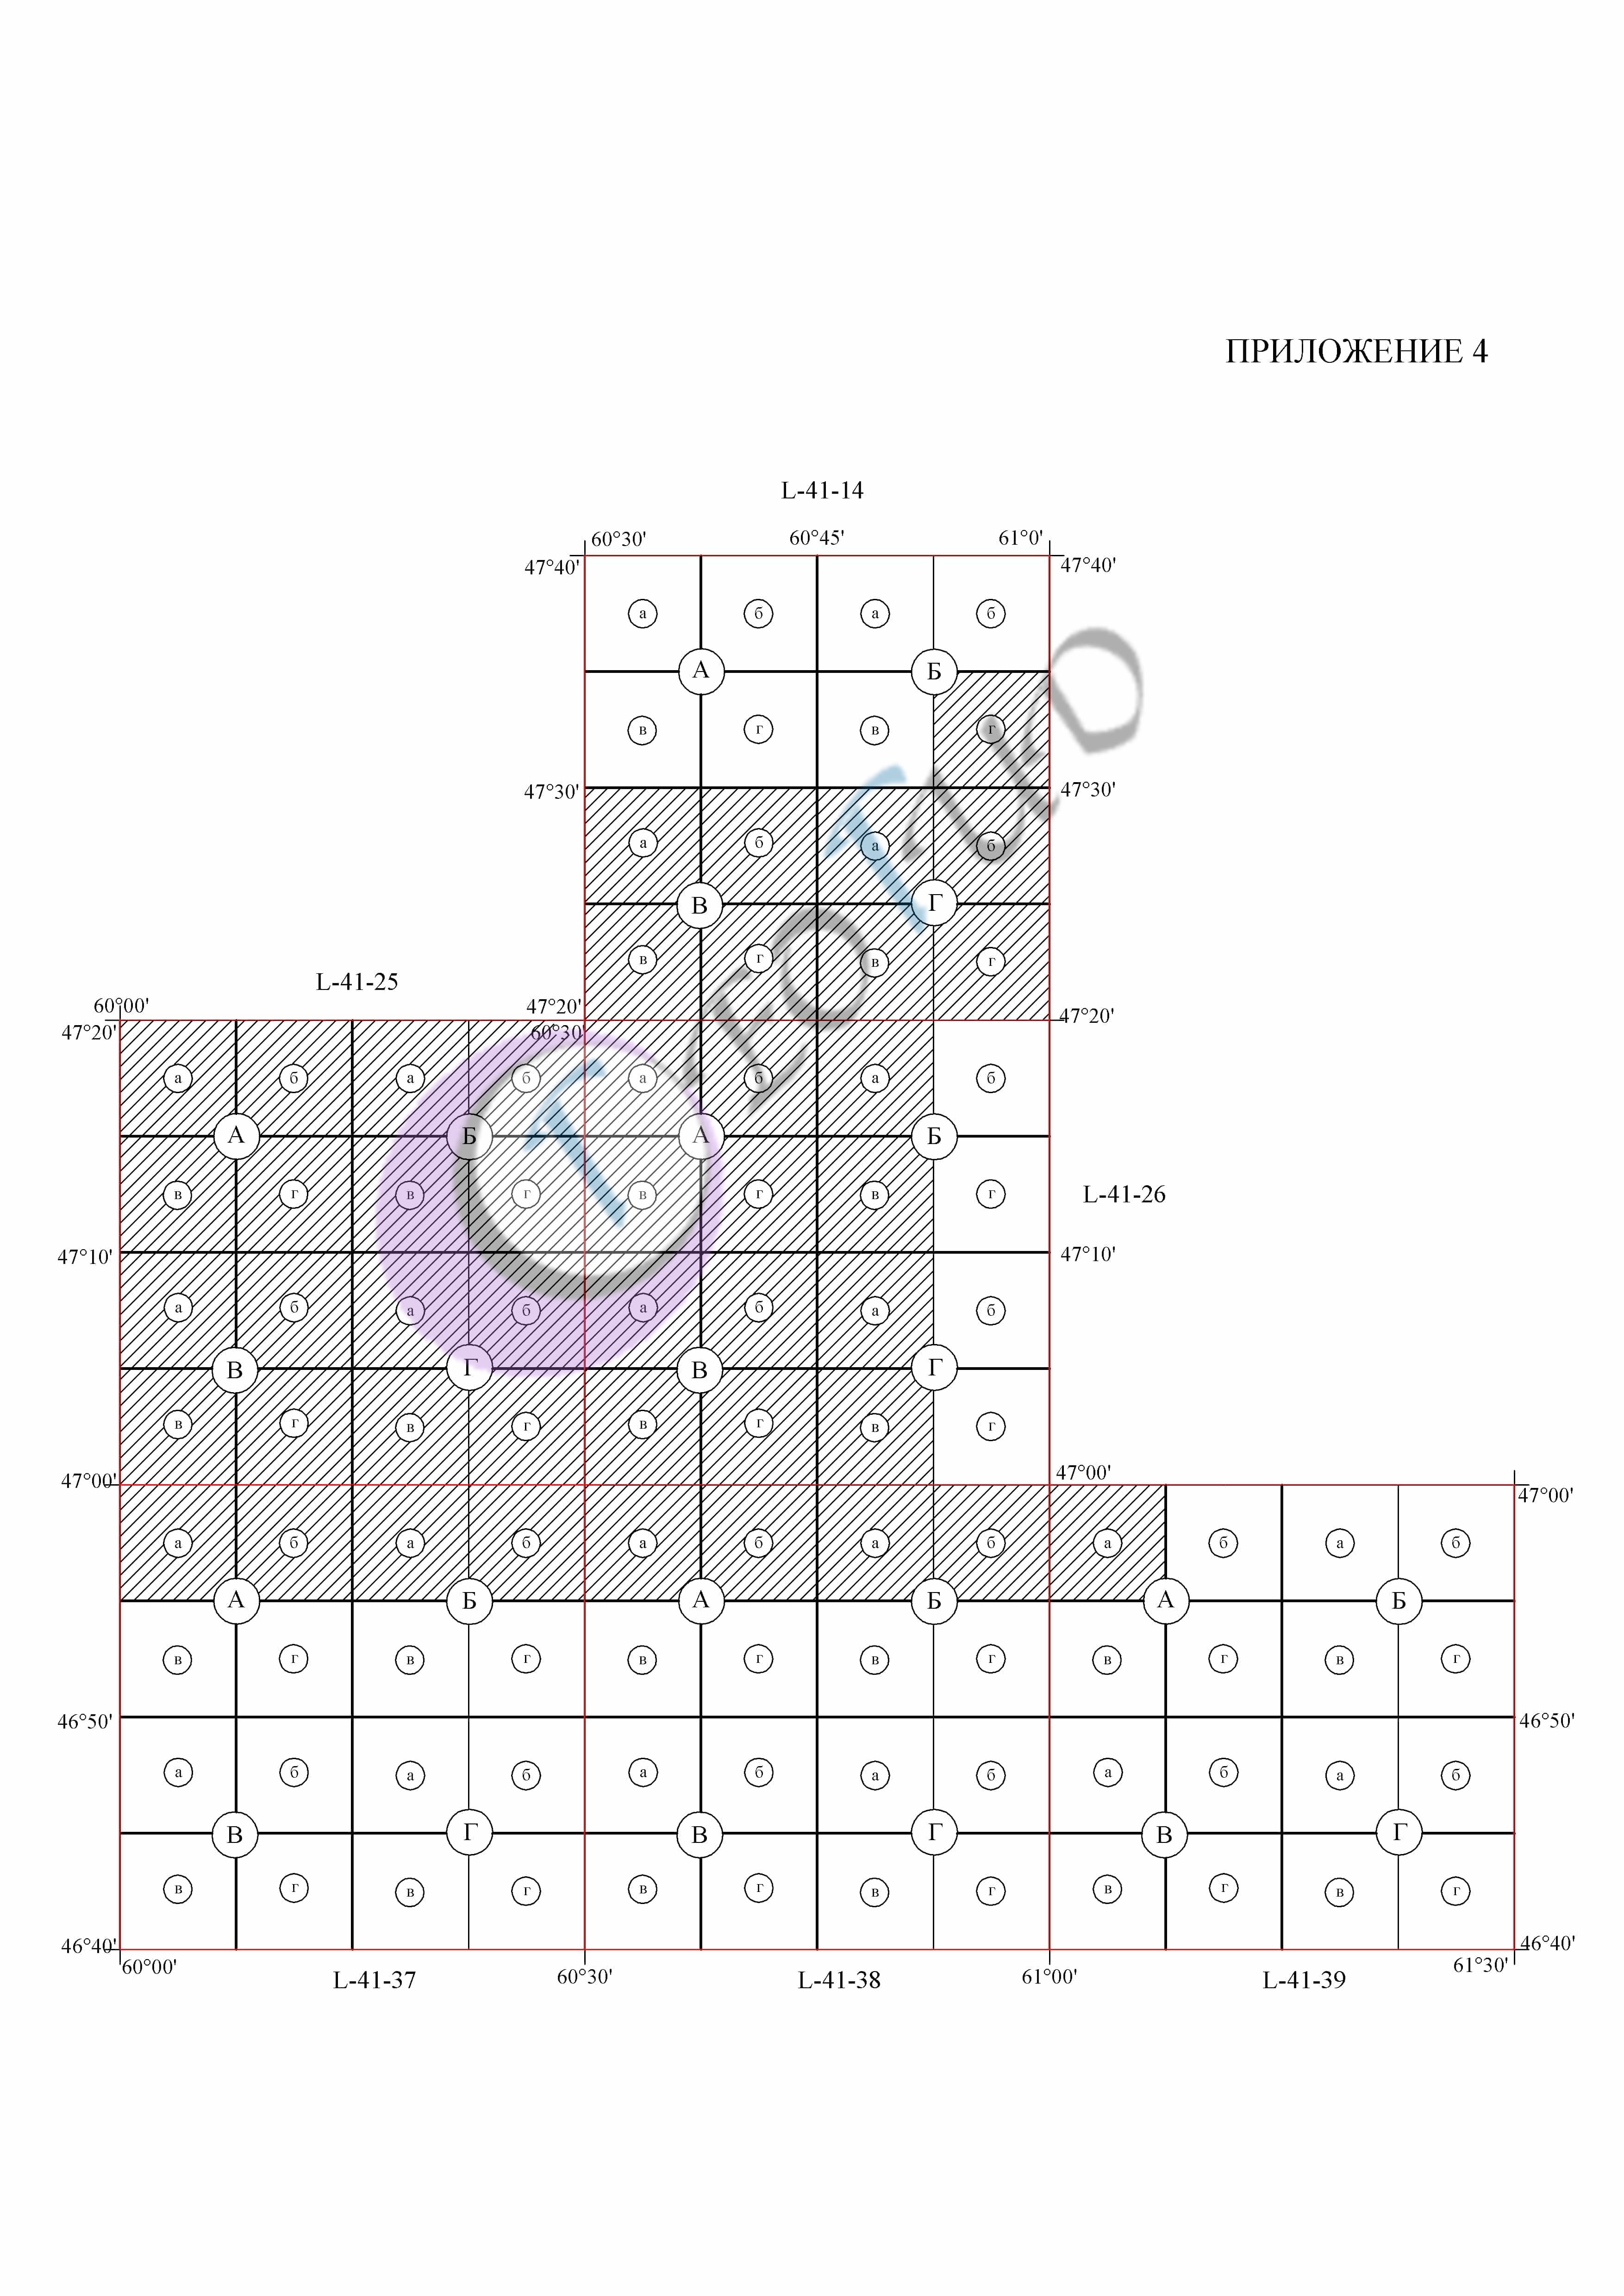 ПРИЛОЖЕНИЕ 4
L-41-14
60°30' 60°45' 61°0'
47°40' 47°40'
а б а б
А Б
в г в г
47°30' 47°30'
а б а б
В Г
в г в г
L-41-25
60°00' 47°20' 47°20'
47°20' 60°30'
а б а б а б а б
А Б А Б
в г в г в г в г
L-41-26
47°10' 47°10'
а б а б а б а б
В Г В Г
в г в г в г в г
47°00' 47°00' 47°00'
а б а б а б а б а б а б
А Б А Б А Б
в г в г в г в г в г в г
46°50' 46°50'
а б а б а б а б а б а б
В Г В Г В Г
в г в г в г в г в г в г
46°40' 46°40'
60°00' 60°30' 61°00' 61°30'
L-41-37 L-41-38 L-41-39